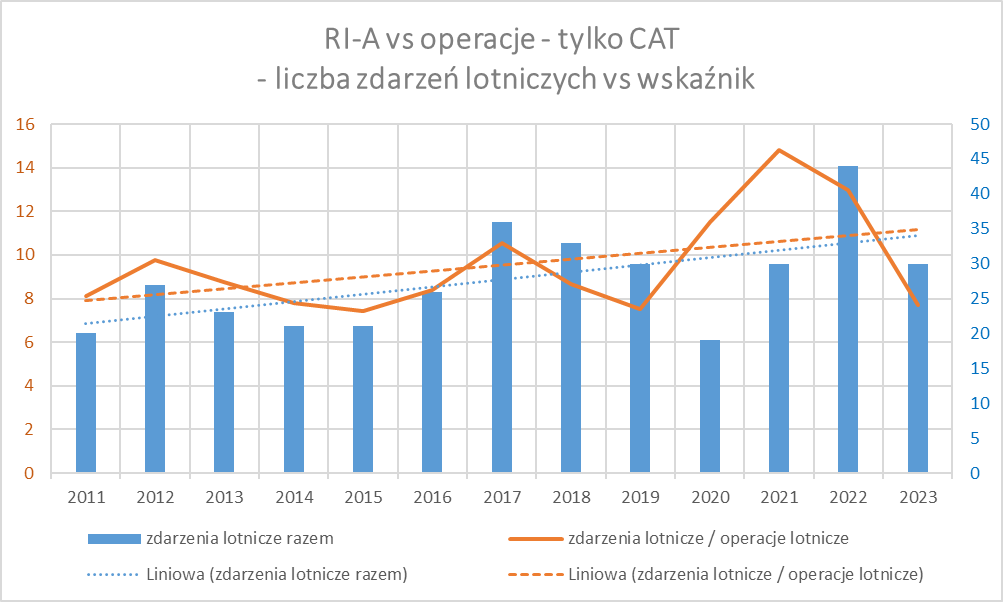 RI-A vs operacje - tylko CAT
- liczba zdarzeń lotniczych vs wskaźnik
16
14
12
10
8
6
4
2
0
50
45
40
35
30
25
20
15
10
5
0
2011 2012 2013 2014 2015 2016 2017 2018 2019 2020 2021 2022 2023
zdarzenia lotnicze razem
zdarzenia lotnicze / operacje lotnicze
Liniowa (zdarzenia lotnicze razem)
Liniowa (zdarzenia lotnicze / operacje lotnicze)